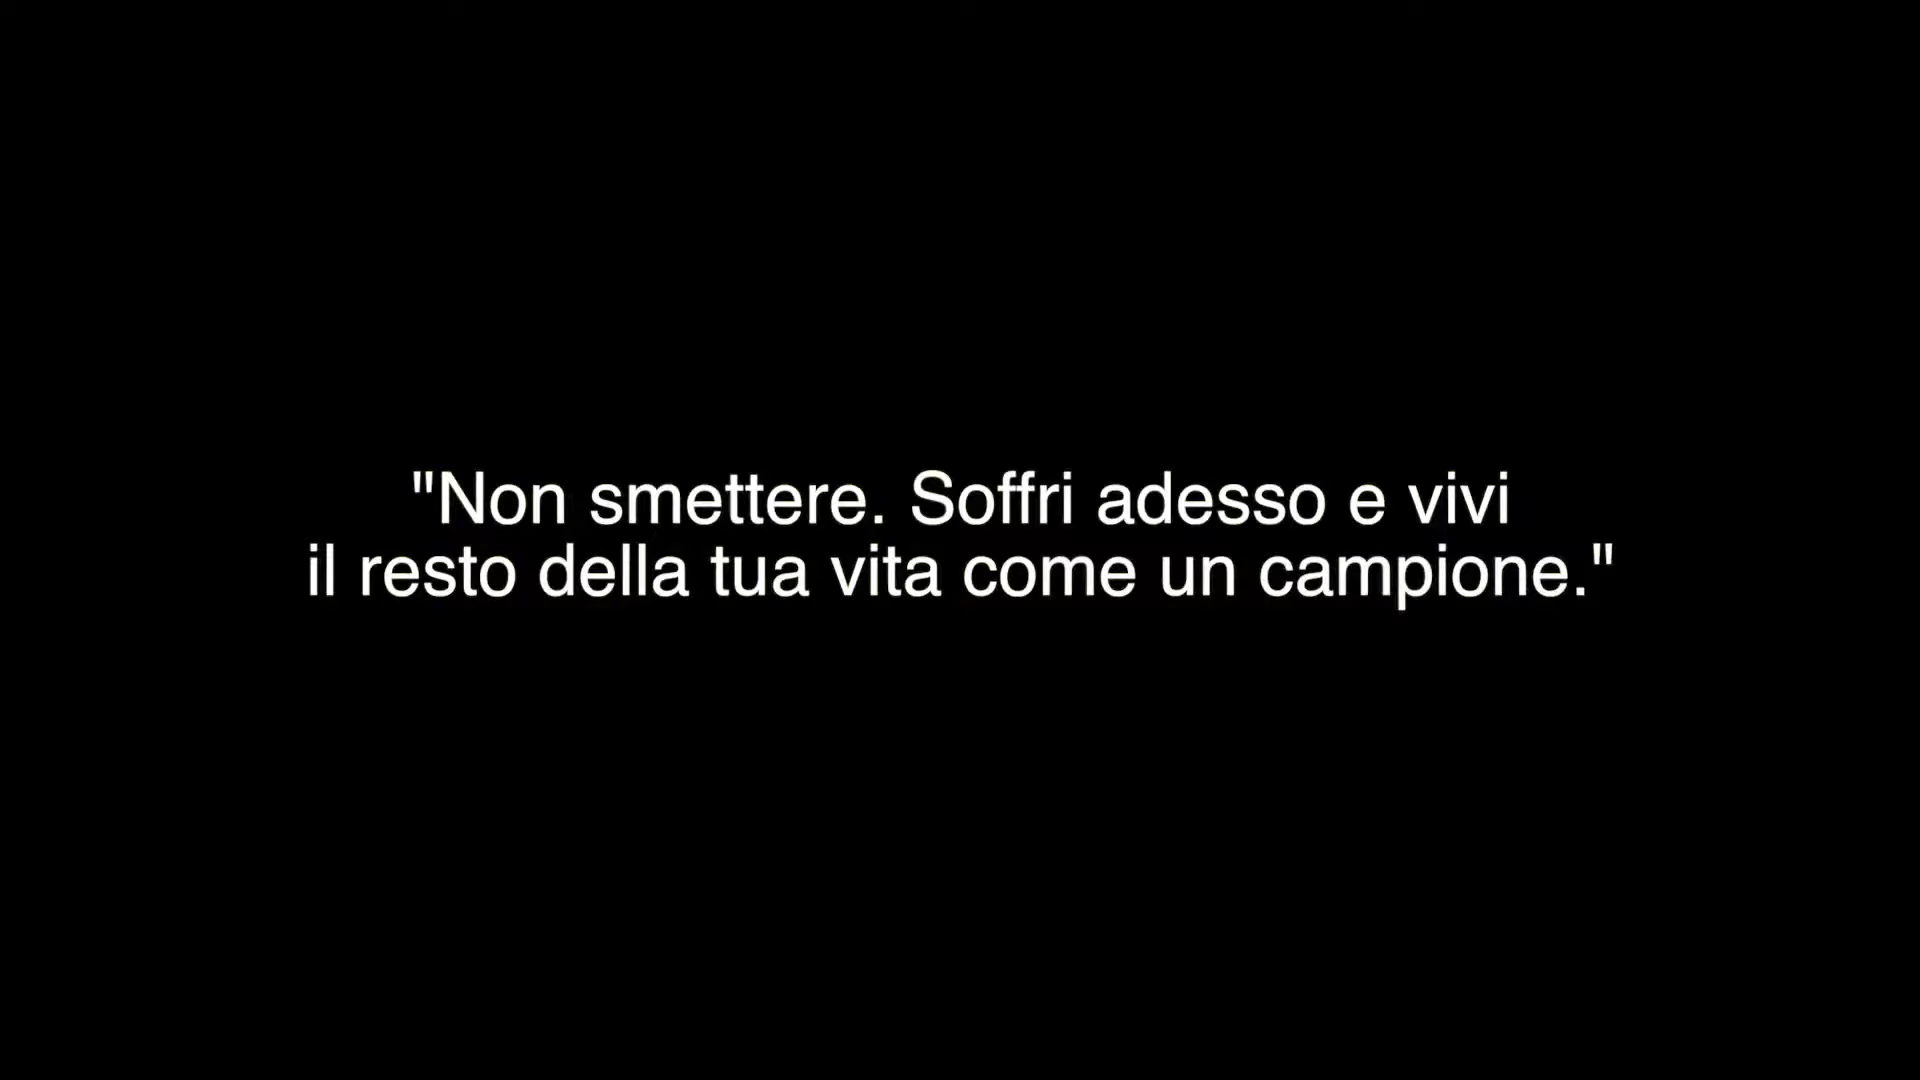 "Non smettere. Soffri adesso e vivi
il resto della tua vita come un campione."